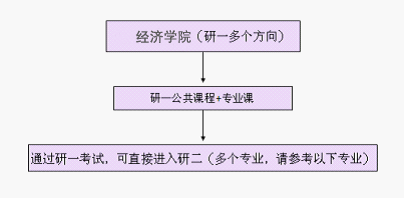 经济学院（研一多个方向）
研一公共课程+专业课
通过研一考试，可直接进入研二（多个专业，请参考以下专业）